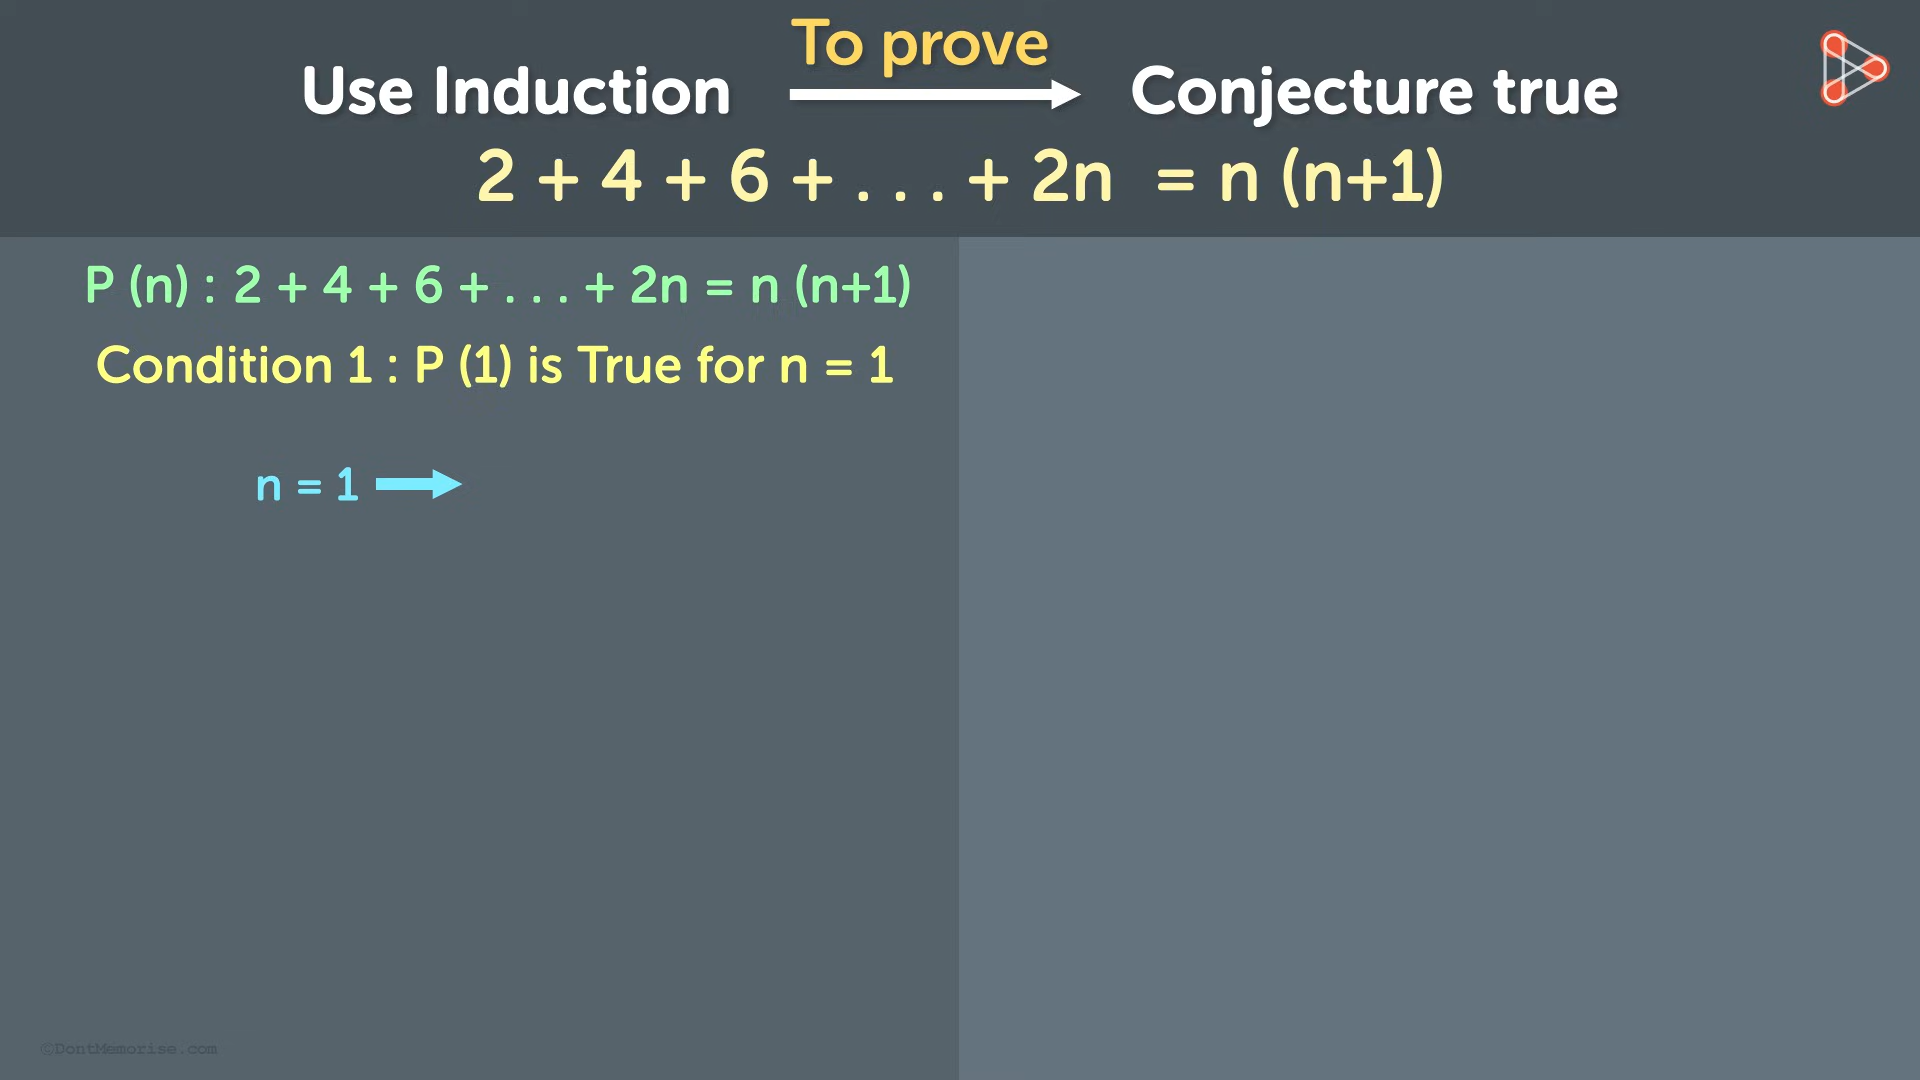 To prove
Use Induction Conjecture true
2 + 4 + 6 + . . . + 2n = n (n+1)
P (n) : 2 + 4 + 6 + . . . + 2n = n (n+1)
Condition 1 : P (1) is True for n = 1
n = 1
©DontMemorise.com